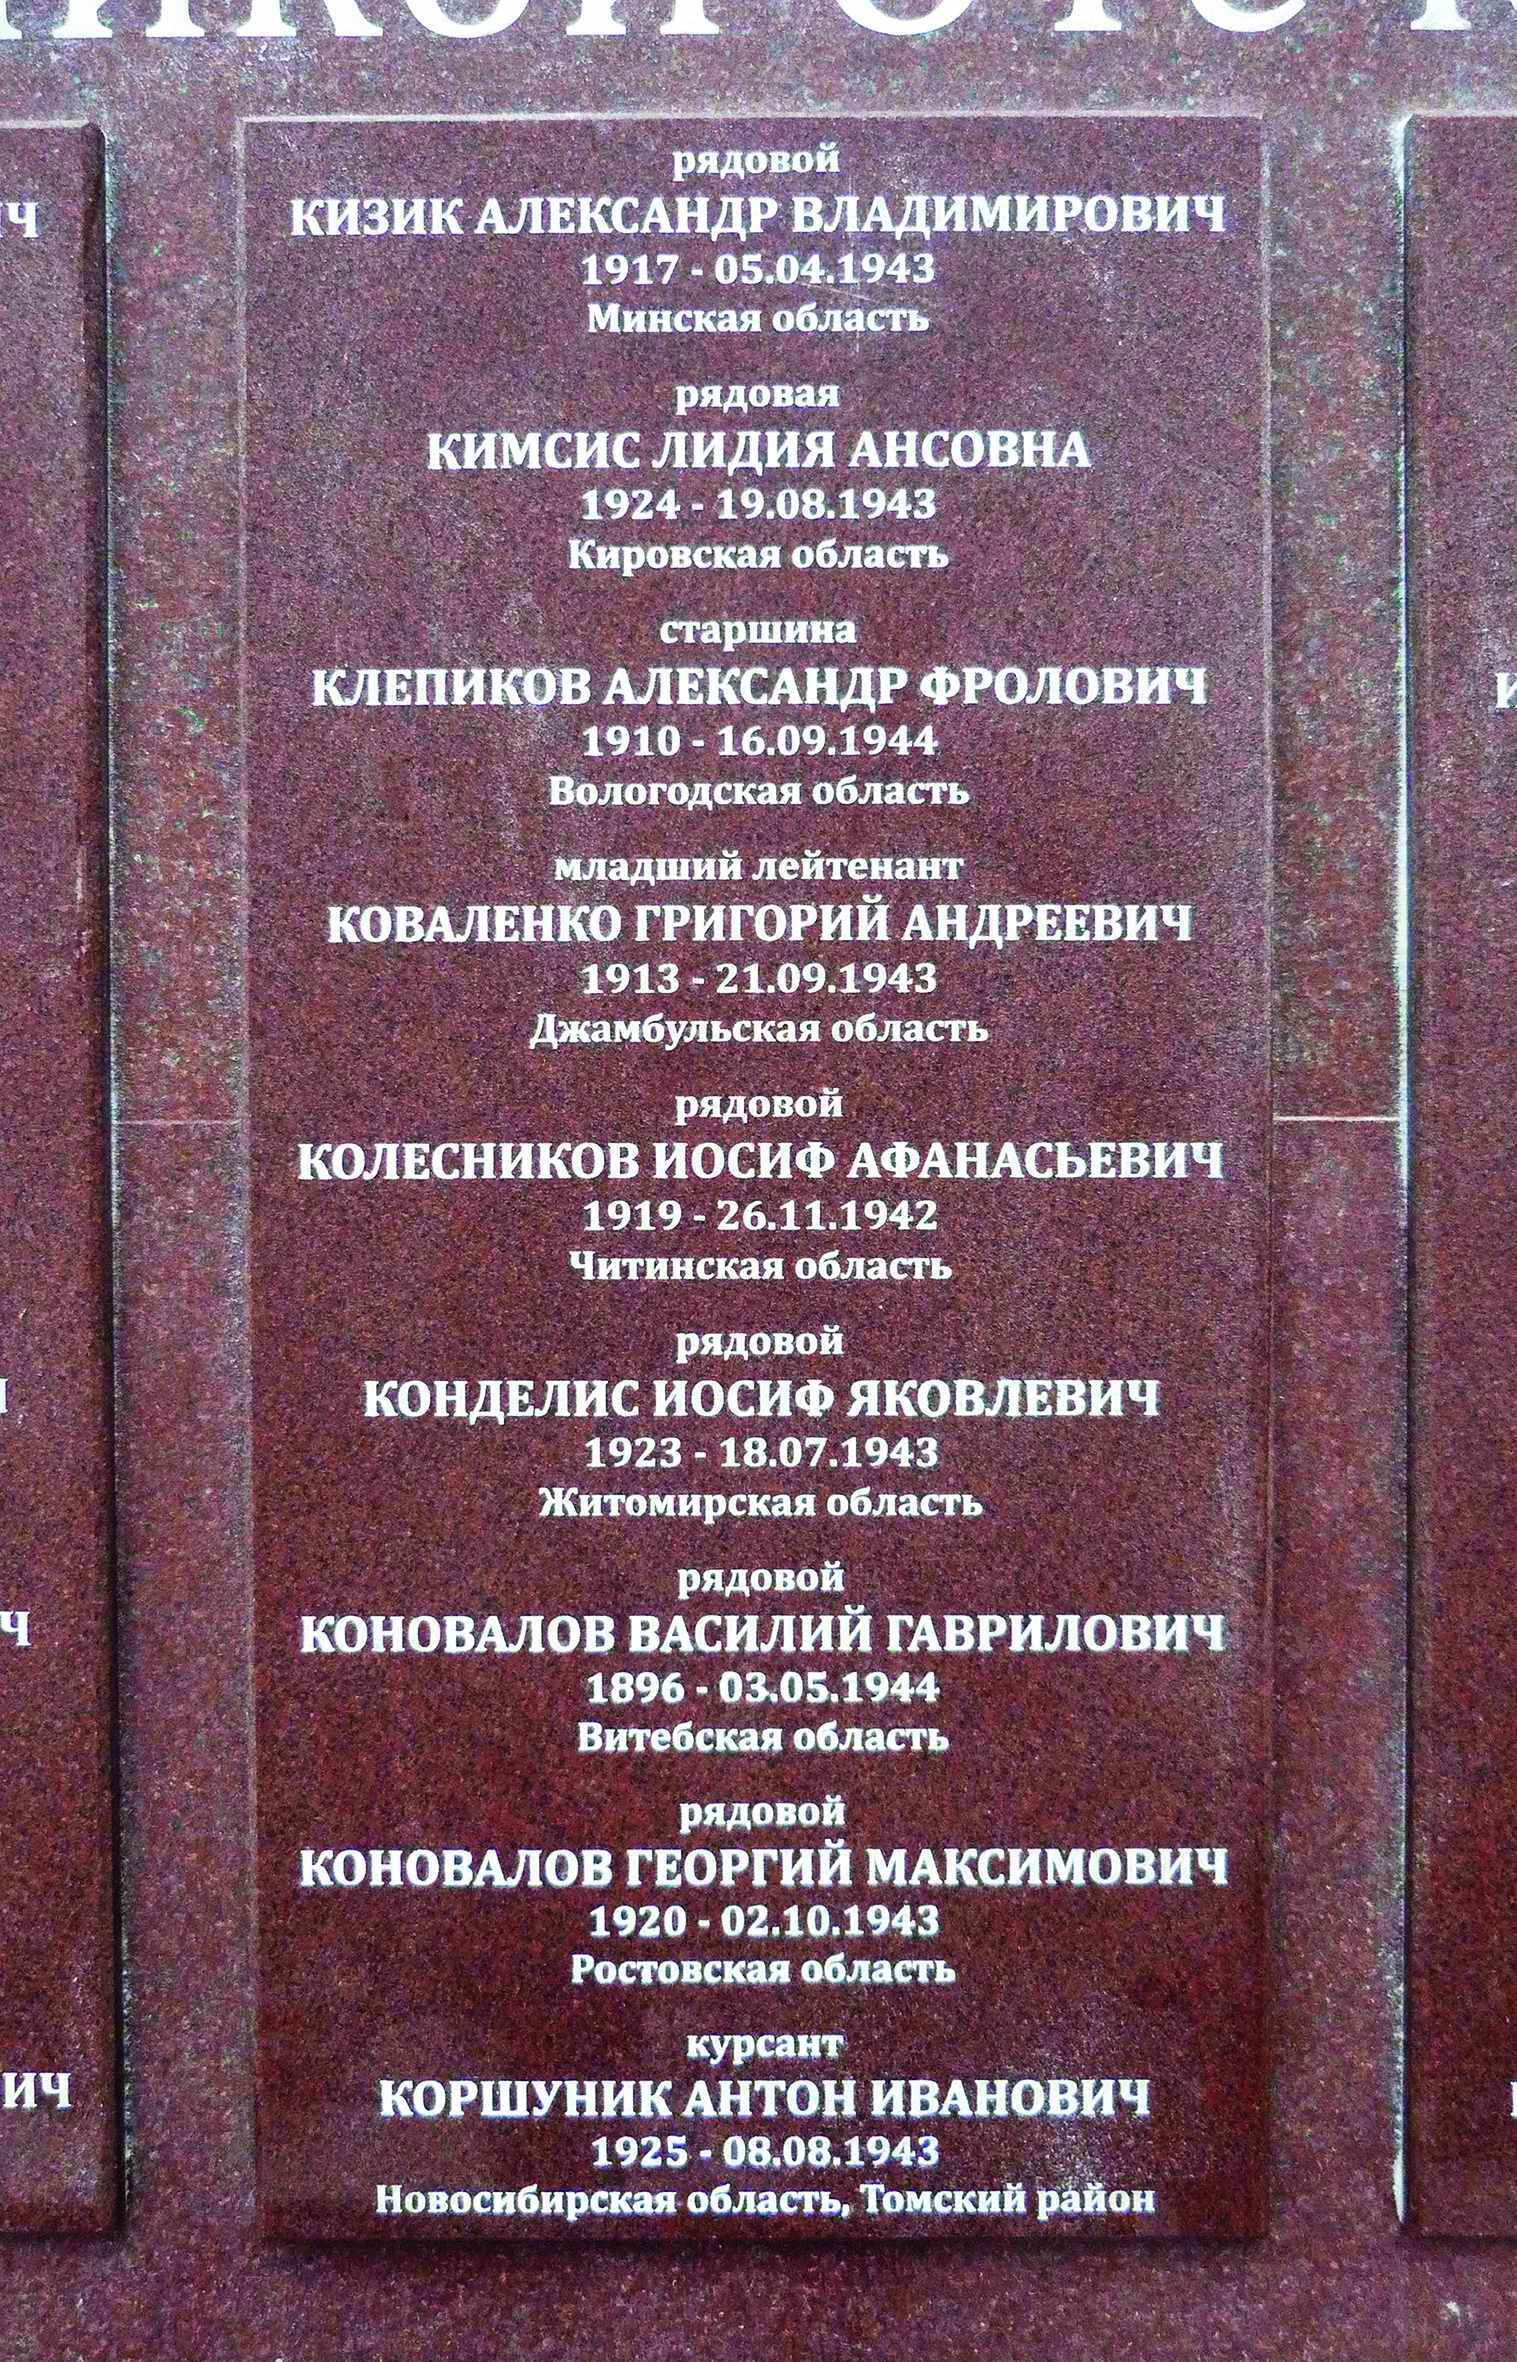 рядовой
КИЗИК АЛЕКСАНДР ВЛАДИМИРОВИЧ
1917 - 05.04.1943
Минская область
рядовая
КИМСИС ЛИДИЯ АНСОВНА
1924 - 19.08.1943
Кировская область
старшина
КЛЕПИКОВ АЛЕКСАНДР ФРОЛОВИЧ
1910 - 16.09.1944
Вологодская область
младший лейтенант
КОВАЛЕНКО ГРИГОРИЙ АНДРЕЕВИЧ
1913 - 21.09.1943
Джамбульская область
рядовой
КОЛЕСНИКОВ ИОСИФ АФАНАСЬЕВИЧ
1919 - 26.11.1942
Читинская область
рядовой
КОНДЕЛИС ИОСИФ ЯКОВЛЕВИЧ
1923 - 18.07.1943
Житомирская область
рядовой
КОНОВАЛОВ ВАСИЛИЙ ГАВРИЛОВИЧ
1896 - 03.05.1944
Витебская область
рядовой
КОНОВАЛОВ ГЕОРГИЙ МАКСИМОВИЧ
1920 - 02.10.1943
Ростовская область
курсант
КОРШУНИК АНТОН ИВАНОВИЧ
1925 - 08.08.1943
Новосибирская область, Томский район